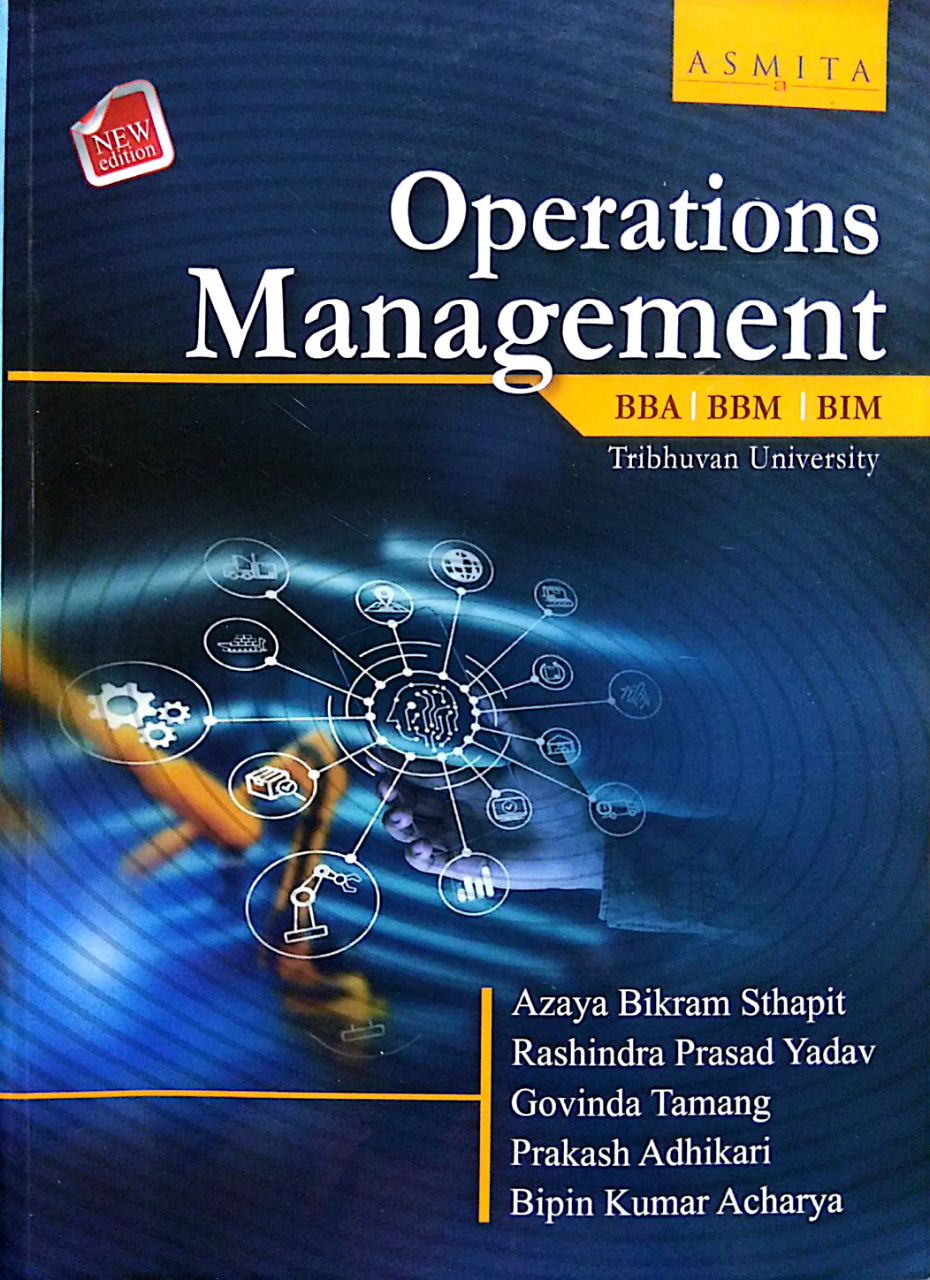 ASMITA
a
NEW
edition
Operations
Management
BBA | BBM | BIM
Tribhuvan University
Azaya Bikram Sthapit
Rashindra Prasad Yadav
Govinda Tamang
Prakash Adhikari
Bipin Kumar Acharya